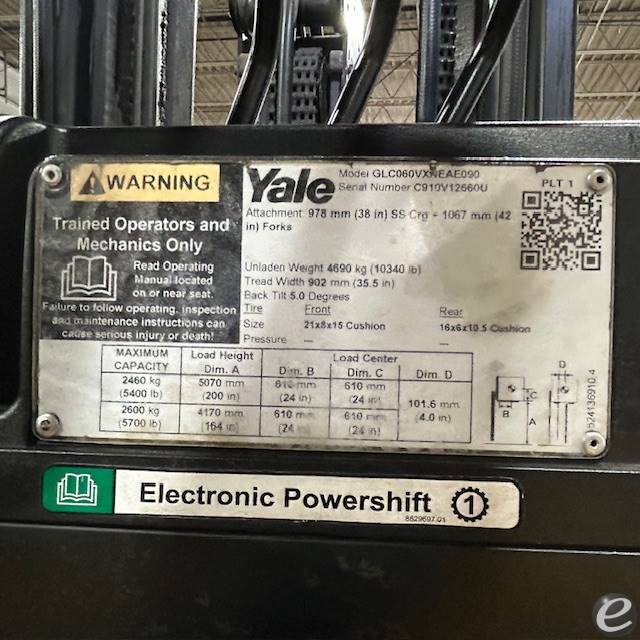 WARNING
Trained Operators and
Mechanics Only
Read Operating
Manual located
on or near seat.
Failure to follow operating, inspection
and maintenance instructions can
cause serious injury or death!
Yale
Model GLC060VXNEAE090
Serial Number C910V12660U
PLT 1
Attachment: 978 mm (38 in) SS Crg + 1067 mm (42
in) Forks
Unladen Weight 4690 kg (10340 lb)
Tread Width 902 mm (35.5 in)
Back Tilt 5.0 Degrees
Tire Front Rear
Size 21x8x15 Cushion 16x6x10.5 Cushion
Pressure — —
MAXIMUM CAPACITY Load Height Dim. A Load Center Dim. B Dim. C Dim. D
2460 kg (5400 lb) 5070 mm (200 in) 610 mm (24 in) 610 mm (24 in) 101.6 mm (4.0 in)
2600 kg (5700 lb) 4170 mm (164 in) 610 mm (24 610 mm (24 in)
D
C
B
A
524136910.4
Electronic Powershift 1
8529697.01
e